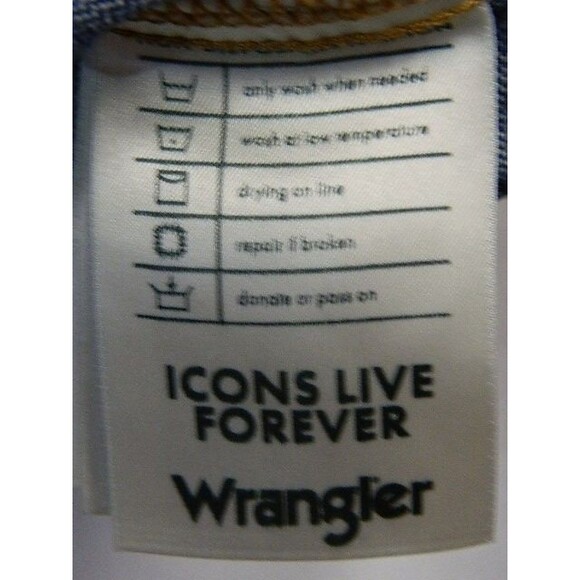 only wash when needed
wash at low temperature
drying on line
repair if broken
donate or pass on
ICONS LIVE
FOREVER
Wrangler